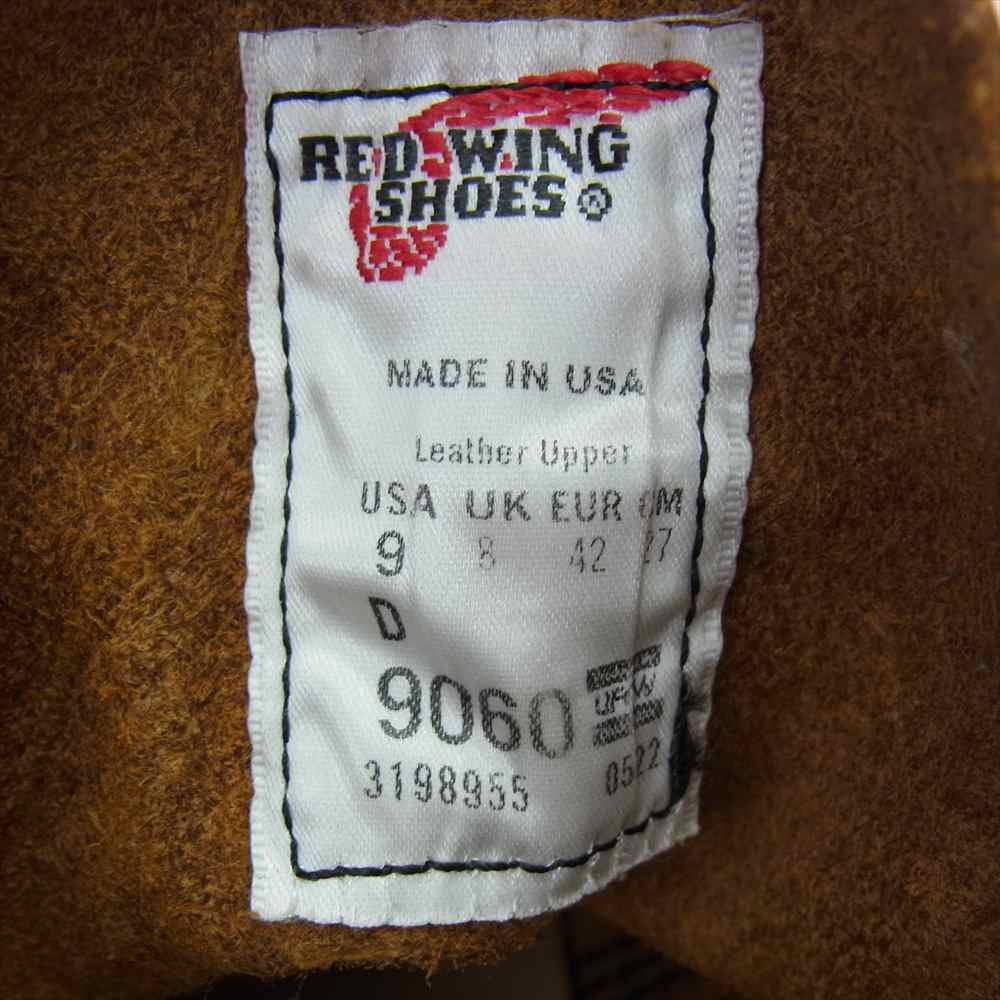 RED WING
SHOES ®
MADE IN USA
Leather Upper
USA UK EUR CM
9 8 42 27
D
9060 UFCW
3198955 0522